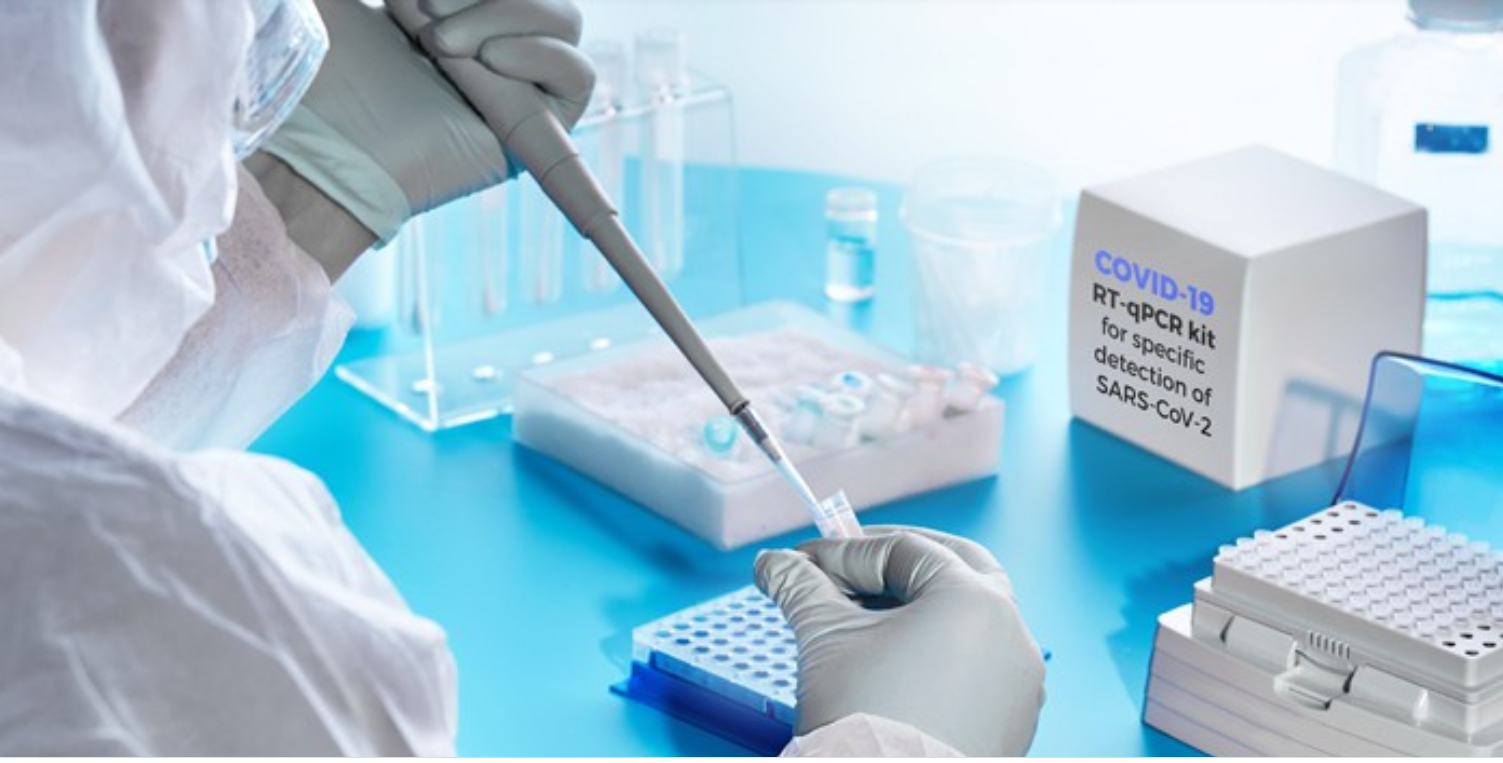 COVID-19
RT-qPCR kit
for specific
detection of
SARS-CoV-2